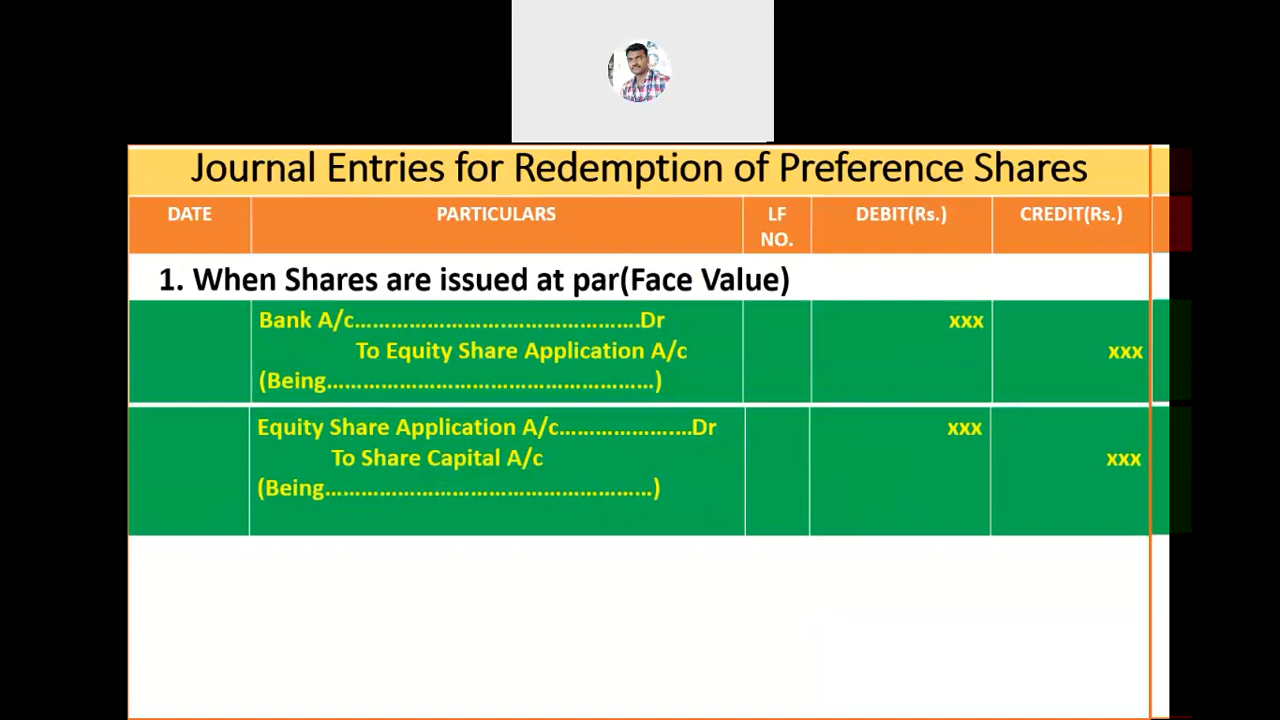 Journal Entries for Redemption of Preference Shares
DATE PARTICULARS LF NO. DEBIT(Rs.) CREDIT(Rs.)
1. When Shares are issued at par(Face Value)
Bank A/c……………………..………………….Dr xxx
To Equity Share Application A/c xxx
(Being………………………………………………)
Equity Share Application A/c……………..…Dr xxx
To Share Capital A/c xxx
(Being………………………………………………)